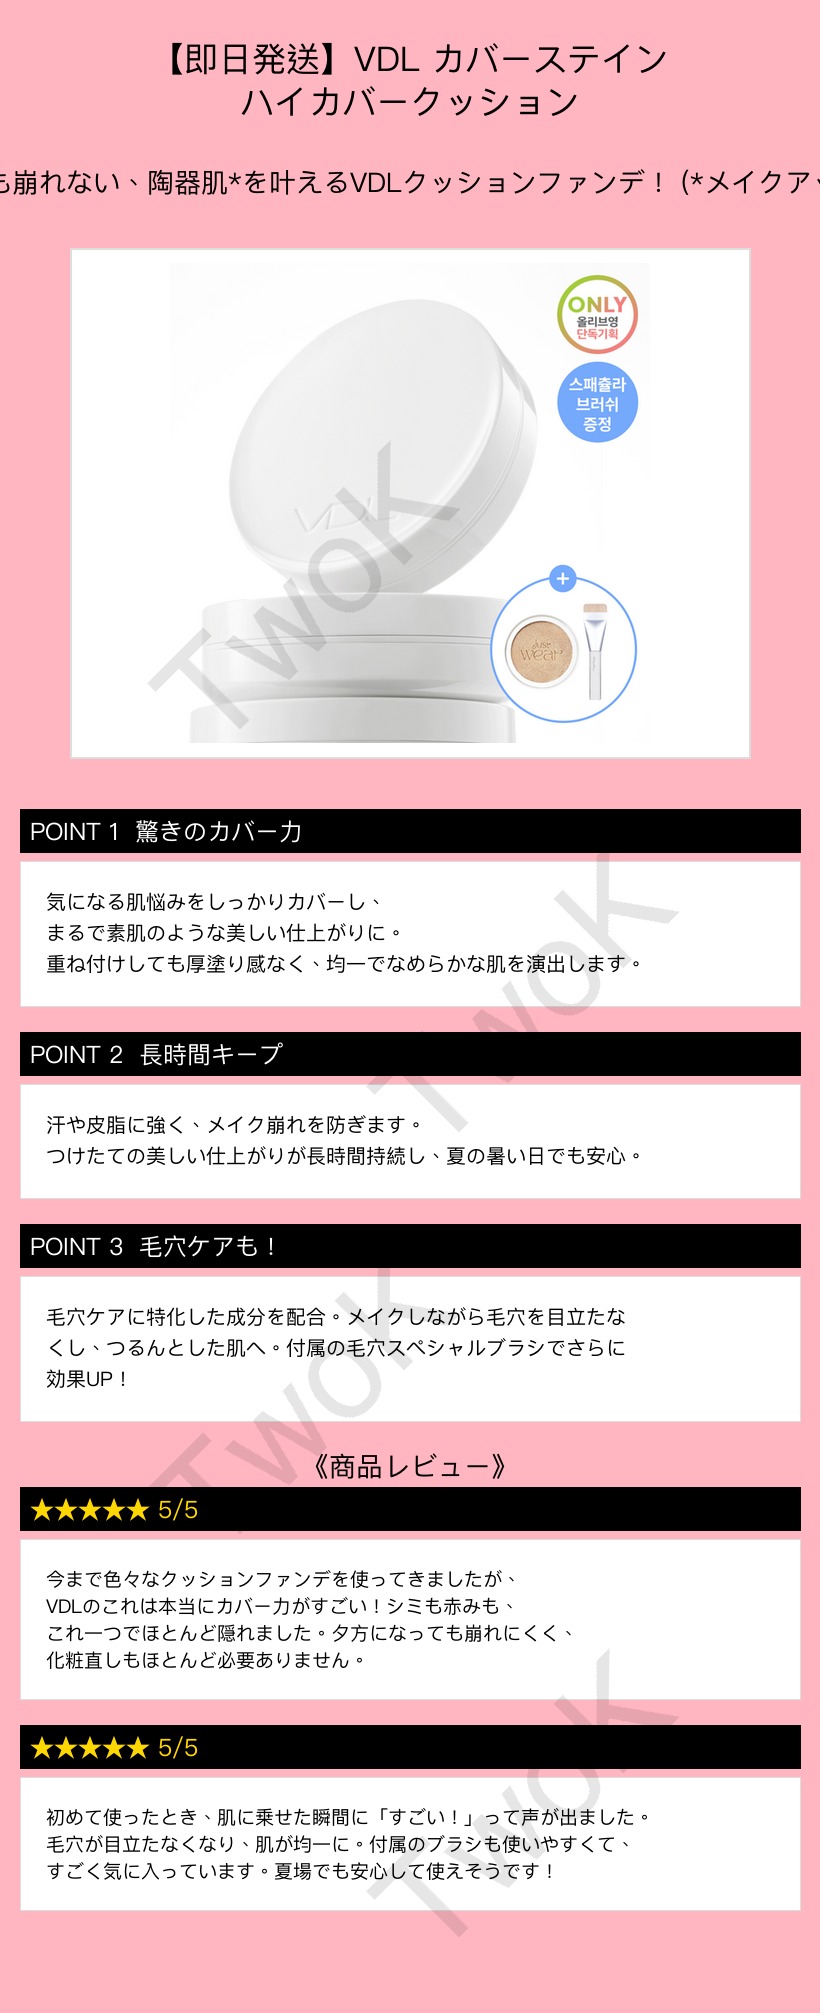 【即日発送】VDL カバーステイン
ハイカバークッション
も崩れない、陶器肌*を叶えるVDLクッションファンデ！ (*メイクア
ONLY
올리브영
단독기획
스패츌라
브러쉬
증정
VDL
+
just
wear
TwoK
POINT 1 驚きのカバー力
気になる肌悩みをしっかりカバーし、
まるで素肌のような美しい仕上がりに。
重ね付けしても厚塗り感なく、均一でなめらかな肌を演出します。
TwoK
POINT 2 長時間キープ
汗や皮脂に強く、メイク崩れを防ぎます。
つけたての美しい仕上がりが長時間持続し、夏の暑い日でも安心。
POINT 3 毛穴ケアも！
毛穴ケアに特化した成分を配合。メイクしながら毛穴を目立たな
くし、つるんとした肌へ。付属の毛穴スペシャルブラシでさらに
効果UP！
TwoK
《商品レビュー》
★★★★★ 5/5
今まで色々なクッションファンデを使ってきましたが、
VDLのこれは本当にカバー力がすごい！シミも赤みも、
これ一つでほとんど隠れました。夕方になっても崩れにくく、
化粧直しもほとんど必要ありません。
★★★★★ 5/5
初めて使ったとき、肌に乗せた瞬間に「すごい！」って声が出ました。
毛穴が目立たなくなり、肌が均一に。付属のブラシも使いやすくて、
すごく気に入っています。夏場でも安心して使えそうです！
TwoK